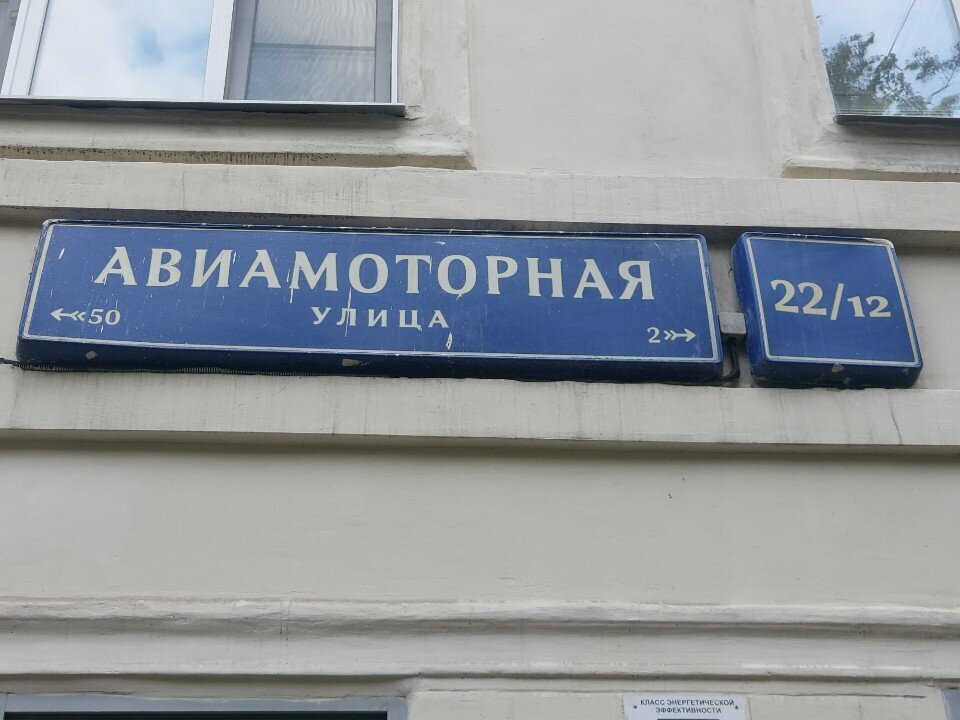 АВИАМОТОРНАЯ
УЛИЦА
50
2
22/12
КЛАСС ЭНЕРГЕТИЧЕСКОЙ
ЭФФЕКТИВНОСТИ